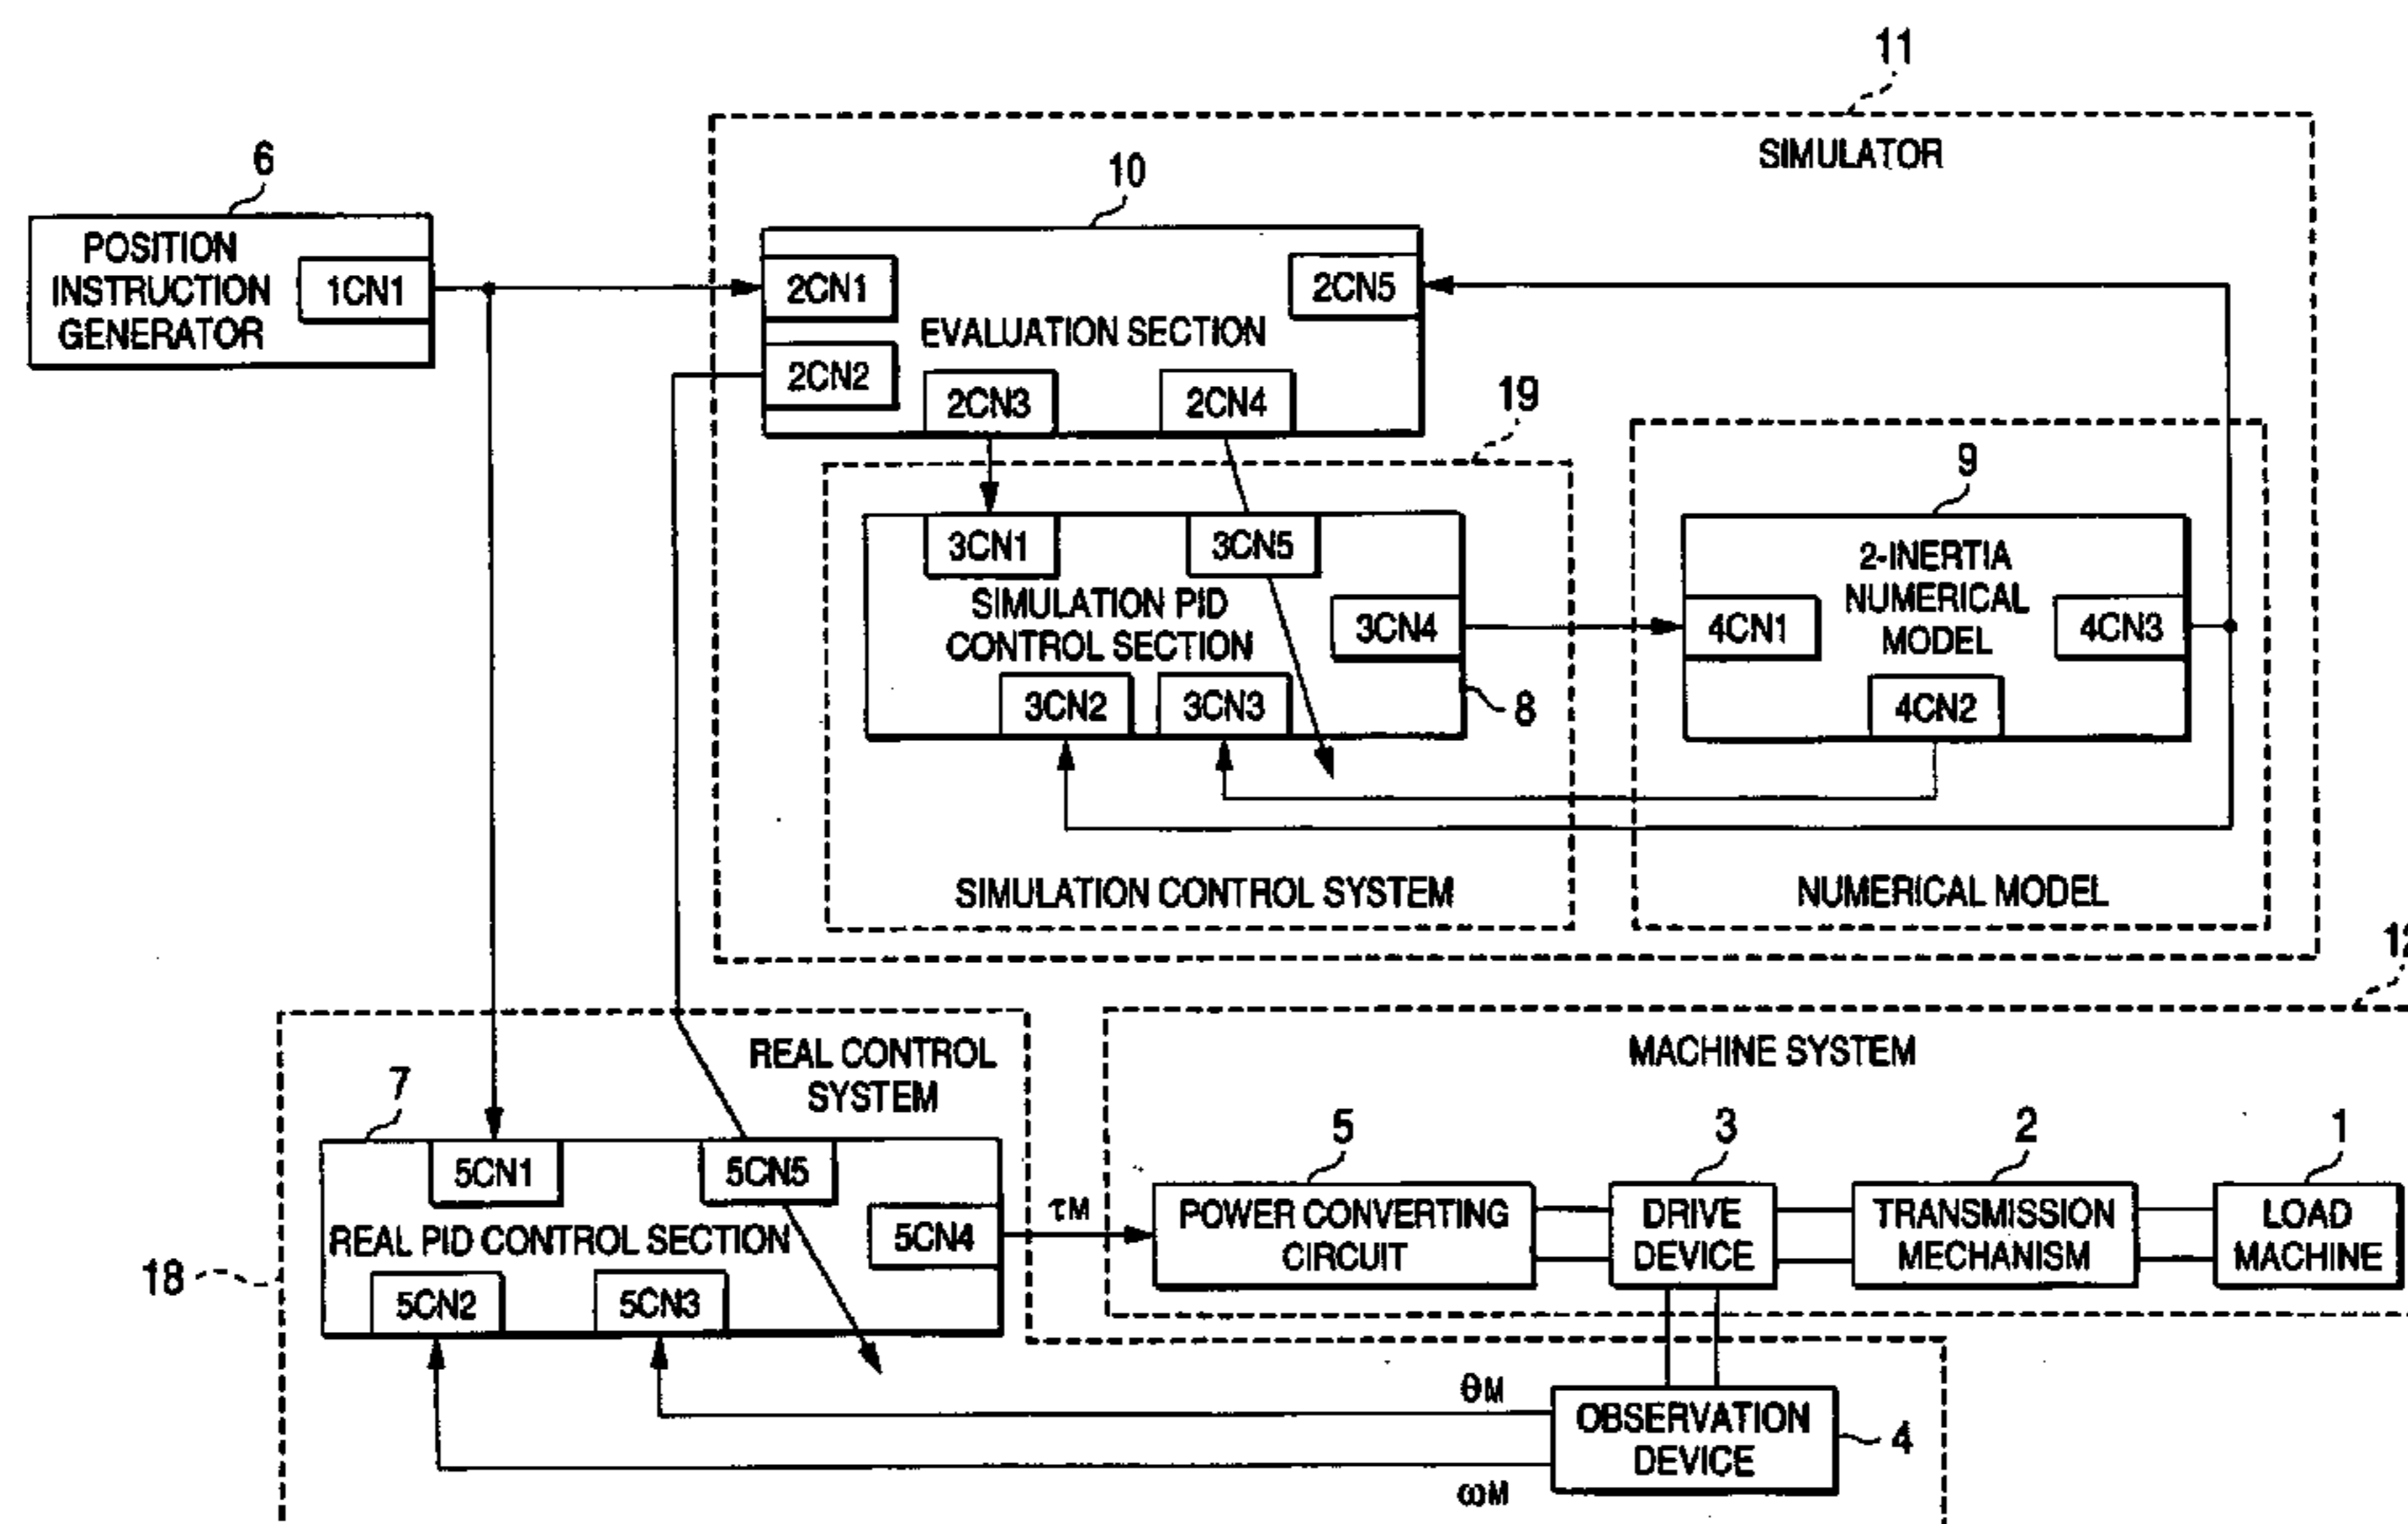 11
SIMULATOR
6
10
POSITION
INSTRUCTION
GENERATOR
1CN1
2CN1
2CN5
EVALUATION SECTION
2CN2
2CN3
2CN4
19
9
3CN1
3CN5
2-INERTIA
NUMERICAL
MODEL
SIMULATION PID
CONTROL SECTION
3CN4
4CN1
4CN3
3CN2
3CN3
8
4CN2
SIMULATION CONTROL SYSTEM
NUMERICAL MODEL
12
REAL CONTROL
SYSTEM
MACHINE SYSTEM
7
5
3
2
1
5CN1
5CN5
τM
POWER CONVERTING
CIRCUIT
DRIVE
DEVICE
TRANSMISSION
MECHANISM
LOAD
MACHINE
REAL PID CONTROL SECTION
5CN4
18
5CN2
5CN3
θM
OBSERVATION
DEVICE
4
ωM